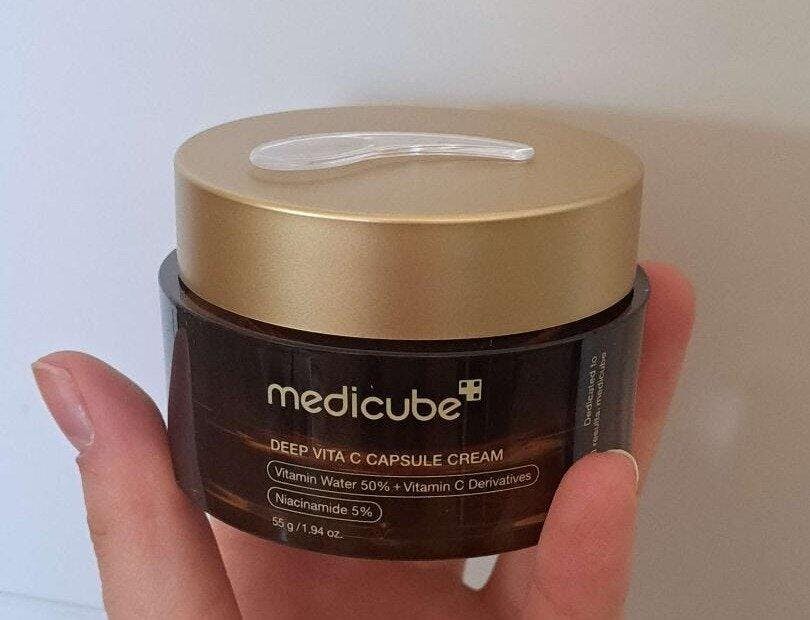 medicube
DEEP VITA C CAPSULE CREAM
Vitamin Water 50% + Vitamin C Derivatives
Niacinamide 5%
55 g / 1.94 oz.
Dedicated to
results. medicube